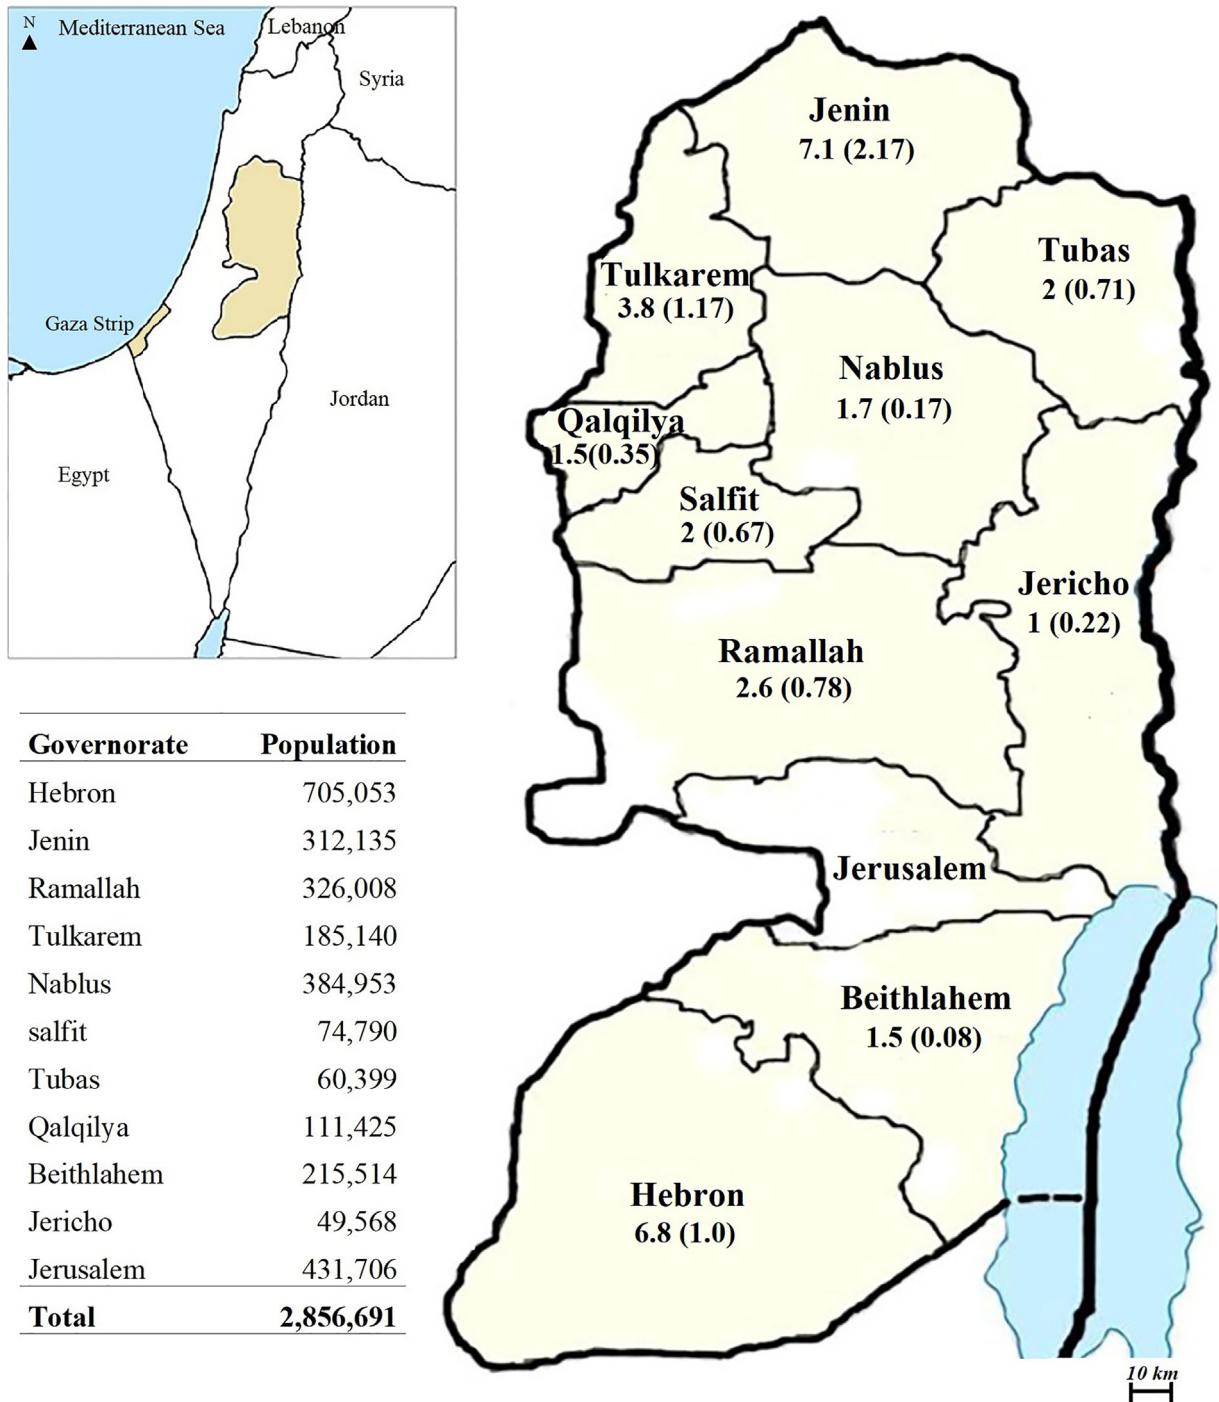 N
Mediterranean Sea
Lebanon
Syria
Gaza Strip
Jordan
Egypt
Governorate Population
Hebron 705,053
Jenin 312,135
Ramallah 326,008
Tulkarem 185,140
Nablus 384,953
salfit 74,790
Tubas 60,399
Qalqilya 111,425
Beithlahem 215,514
Jericho 49,568
Jerusalem 431,706
Total 2,856,691
Jenin
7.1 (2.17)
Tubas
2 (0.71)
Tulkarem
3.8 (1.17)
Nablus
1.7 (0.17)
Qalqilya
1.5(0.35)
Salfit
2 (0.67)
Jericho
1 (0.22)
Ramallah
2.6 (0.78)
Jerusalem
Beithlahem
1.5 (0.08)
Hebron
6.8 (1.0)
10 km